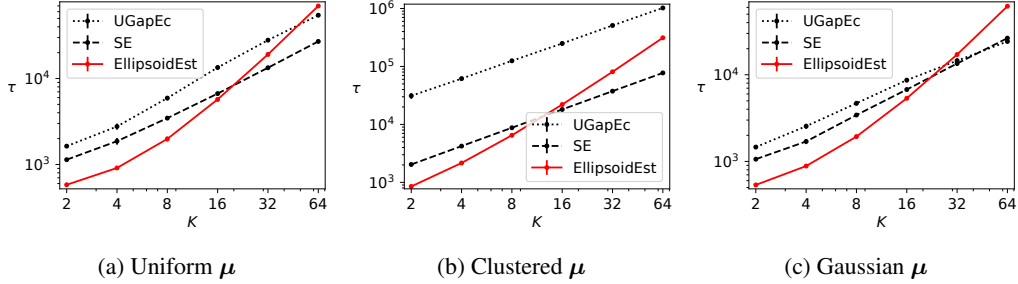 UGapEc
SE
EllipsoidEst
10^4
10^3
τ
2 4 8 16 32 64
K
(a) Uniform μ
10^6
10^5
10^4
10^3
τ
UGapEc
SE
EllipsoidEst
2 4 8 16 32 64
K
(b) Clustered μ
UGapEc
SE
EllipsoidEst
10^4
10^3
τ
2 4 8 16 32 64
K
(c) Gaussian μ